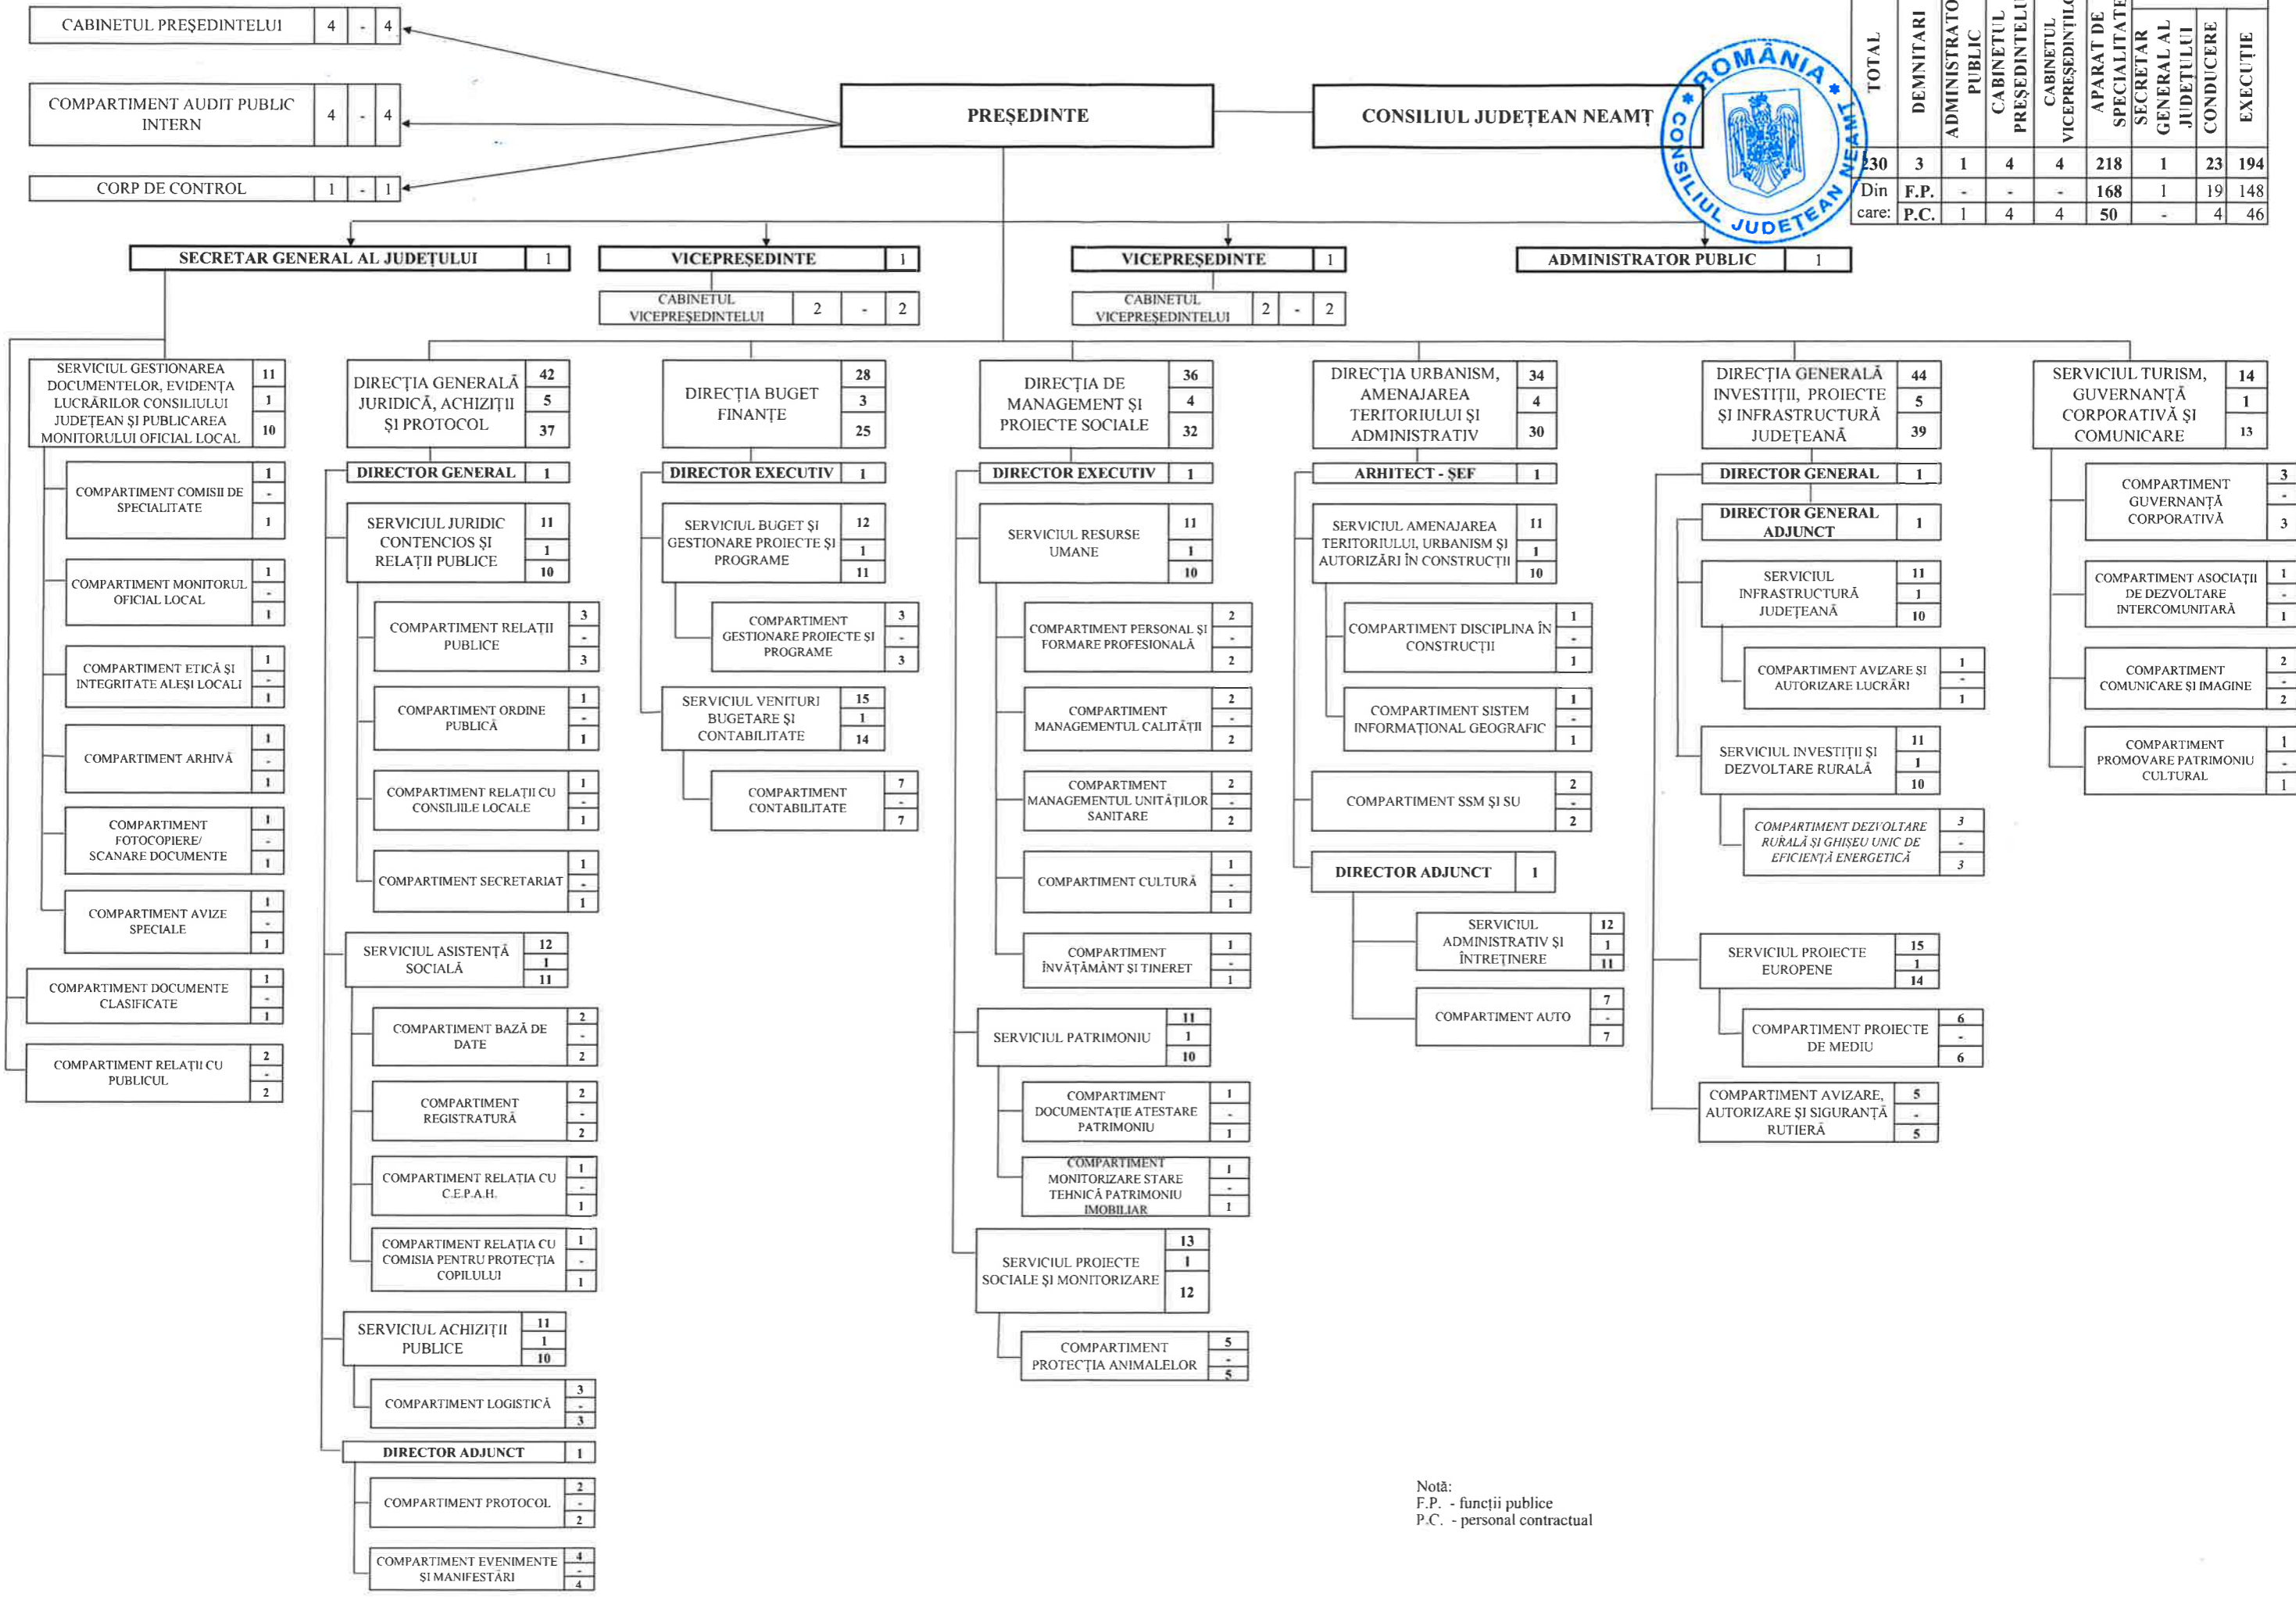 CABINETUL PREȘEDINTELUI 4 - 4
COMPARTIMENT AUDIT PUBLIC
INTERN 4 - 4
CORP DE CONTROL 1 - 1
PREȘEDINTE
CONSILIUL JUDEȚEAN NEAMȚ
ROMÂNIA
CONSILIUL JUDEȚEAN NEAMȚ
TOTAL
DEMNITARI
PUBLIC
CABINETUL
CABINETUL
APARAT DE
SPECIALITATE
SECRETAR
GENERAL AL
JUDEȚULUI
CONDUCERE
EXECUȚIE
230 3 1 4 4 218 1 23 194
Din F.P. - - - 168 1 19 148
care: P.C. 1 4 4 50 - 4 46
SECRETAR GENERAL AL JUDEȚULUI 1
VICEPREȘEDINTE 1
VICEPREȘEDINTE 1
ADMINISTRATOR PUBLIC 1
CABINETUL
VICEPREȘEDINTELUI 2 - 2
CABINETUL
VICEPREȘEDINTELUI 2 - 2
SERVICIUL GESTIONAREA
DOCUMENTELOR, EVIDENȚA
LUCRĂRILOR CONSILIULUI
JUDEȚEAN ȘI PUBLICAREA
MONITORULUI OFICIAL LOCAL
11
1
10
COMPARTIMENT COMISII DE
SPECIALITATE
1
-
1
COMPARTIMENT MONITORUL
OFICIAL LOCAL
1
-
1
COMPARTIMENT ETICĂ ȘI
INTEGRITATE ALEȘI LOCALI
1
-
1
COMPARTIMENT ARHIVĂ
1
-
1
COMPARTIMENT
FOTOCOPIERE/
SCANARE DOCUMENTE
1
-
1
COMPARTIMENT AVIZE
SPECIALE
1
-
1
COMPARTIMENT DOCUMENTE
CLASIFICATE
1
-
1
COMPARTIMENT RELAȚII CU
PUBLICUL
2
-
2
DIRECȚIA GENERALĂ
JURIDICĂ, ACHIZIȚII
ȘI PROTOCOL
42
5
37
DIRECTOR GENERAL 1
SERVICIUL JURIDIC
CONTENCIOS ȘI
RELAȚII PUBLICE
11
1
10
COMPARTIMENT RELAȚII
PUBLICE
3
-
3
COMPARTIMENT ORDINE
PUBLICĂ
1
-
1
COMPARTIMENT RELAȚII CU
CONSILIILE LOCALE
1
-
1
COMPARTIMENT SECRETARIAT
1
-
1
SERVICIUL ASISTENȚĂ
SOCIALĂ
12
1
11
COMPARTIMENT BAZĂ DE
DATE
2
-
2
COMPARTIMENT
REGISTRATURĂ
2
-
2
COMPARTIMENT RELAȚIA CU
C.E.P.A.H.
1
-
1
COMPARTIMENT RELAȚIA CU
COMISIA PENTRU PROTECȚIA
COPILULUI
1
-
1
SERVICIUL ACHIZIȚII
PUBLICE
11
1
10
COMPARTIMENT LOGISTICĂ
3
-
3
DIRECTOR ADJUNCT 1
COMPARTIMENT PROTOCOL
2
-
2
COMPARTIMENT EVENIMENTE
ȘI MANIFESTĂRI
4
-
4
DIRECȚIA BUGET
FINANȚE
28
3
25
DIRECTOR EXECUTIV 1
SERVICIUL BUGET ȘI
GESTIONARE PROIECTE ȘI
PROGRAME
12
1
11
COMPARTIMENT
GESTIONARE PROIECTE ȘI
PROGRAME
3
-
3
SERVICIUL VENITURI
BUGETARE ȘI
CONTABILITATE
15
1
14
COMPARTIMENT
CONTABILITATE
7
-
7
DIRECȚIA DE
MANAGEMENT ȘI
PROIECTE SOCIALE
36
4
32
DIRECTOR EXECUTIV 1
SERVICIUL RESURSE
UMANE
11
1
10
COMPARTIMENT PERSONAL ȘI
FORMARE PROFESIONALĂ
2
-
2
COMPARTIMENT
MANAGEMENTUL CALITĂȚII
2
-
2
COMPARTIMENT
MANAGEMENTUL UNITĂȚILOR
SANITARE
2
-
2
COMPARTIMENT CULTURĂ
1
-
1
COMPARTIMENT
ÎNVĂȚĂMÂNT ȘI TINERET
1
-
1
SERVICIUL PATRIMONIU
11
1
10
COMPARTIMENT
DOCUMENTAȚIE ATESTARE
PATRIMONIU
1
-
1
COMPARTIMENT
MONITORIZARE STARE
TEHNICĂ PATRIMONIU
IMOBILIAR
1
-
1
SERVICIUL PROIECTE
SOCIALE ȘI MONITORIZARE
13
1
12
COMPARTIMENT
PROTECȚIA ANIMALELOR
5
-
5
DIRECȚIA URBANISM,
AMENAJAREA
TERITORIULUI ȘI
ADMINISTRATIV
34
4
30
ARHITECT - ȘEF 1
SERVICIUL AMENAJAREA
TERITORIULUI, URBANISM ȘI
AUTORIZĂRI ÎN CONSTRUCȚII
11
1
10
COMPARTIMENT DISCIPLINA ÎN
CONSTRUCȚII
1
-
1
COMPARTIMENT SISTEM
INFORMAȚIONAL GEOGRAFIC
1
-
1
COMPARTIMENT SSM ȘI SU
2
-
2
DIRECTOR ADJUNCT 1
SERVICIUL
ADMINISTRATIV ȘI
ÎNTREȚINERE
12
1
11
COMPARTIMENT AUTO
7
-
7
DIRECȚIA GENERALĂ
INVESTIȚII, PROIECTE
ȘI INFRASTRUCTURĂ
JUDEȚEANĂ
44
5
39
DIRECTOR GENERAL 1
DIRECTOR GENERAL
ADJUNCT 1
SERVICIUL
INFRASTRUCTURĂ
JUDEȚEANĂ
11
1
10
COMPARTIMENT AVIZARE ȘI
AUTORIZARE LUCRĂRI
1
-
1
SERVICIUL INVESTIȚII ȘI
DEZVOLTARE RURALĂ
11
1
10
COMPARTIMENT DEZVOLTARE
RURALĂ ȘI GHIȘEU UNIC DE
EFICIENȚĂ ENERGETICĂ
3
-
3
SERVICIUL PROIECTE
EUROPENE
15
1
14
COMPARTIMENT PROIECTE
DE MEDIU
6
-
6
COMPARTIMENT AVIZARE,
AUTORIZARE ȘI SIGURANȚĂ
RUTIERĂ
5
-
5
SERVICIUL TURISM,
GUVERNANȚĂ
CORPORATIVĂ ȘI
COMUNICARE
14
1
13
COMPARTIMENT
GUVERNANȚĂ
CORPORATIVĂ
3
-
3
COMPARTIMENT ASOCIAȚII
DE DEZVOLTARE
INTERCOMUNITARĂ
1
-
1
COMPARTIMENT
COMUNICARE ȘI IMAGINE
2
-
2
COMPARTIMENT
PROMOVARE PATRIMONIU
CULTURAL
1
-
1
Notă:
F.P. - funcții publice
P.C. - personal contractual